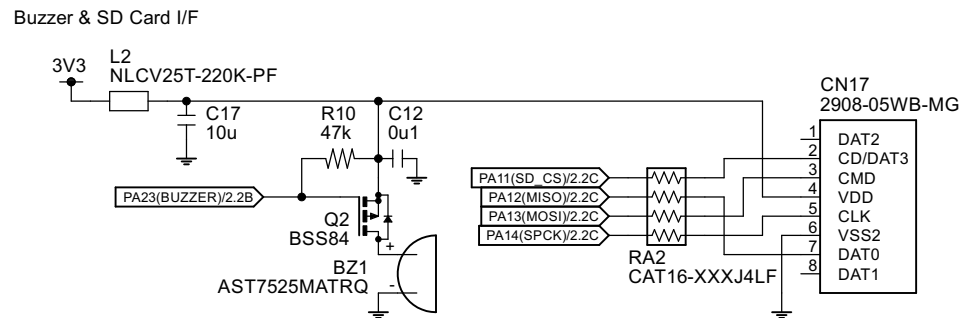 Buzzer & SD Card I/F
3V3
L2
NLCV25T-220K-PF
C17
10u
R10
47k
C12
0u1
PA23(BUZZER)/2.2B
Q2
BSS84
+
BZ1
-
AST7525MATRQ
PA11(SD_CS)/2.2C
PA12(MISO)/2.2C
PA13(MOSI)/2.2C
PA14(SPCK)/2.2C
RA2
CAT16-XXXJ4LF
CN17
2908-05WB-MG
1 DAT2
2 CD/DAT3
3 CMD
4 VDD
5 CLK
6 VSS2
7 DAT0
8 DAT1